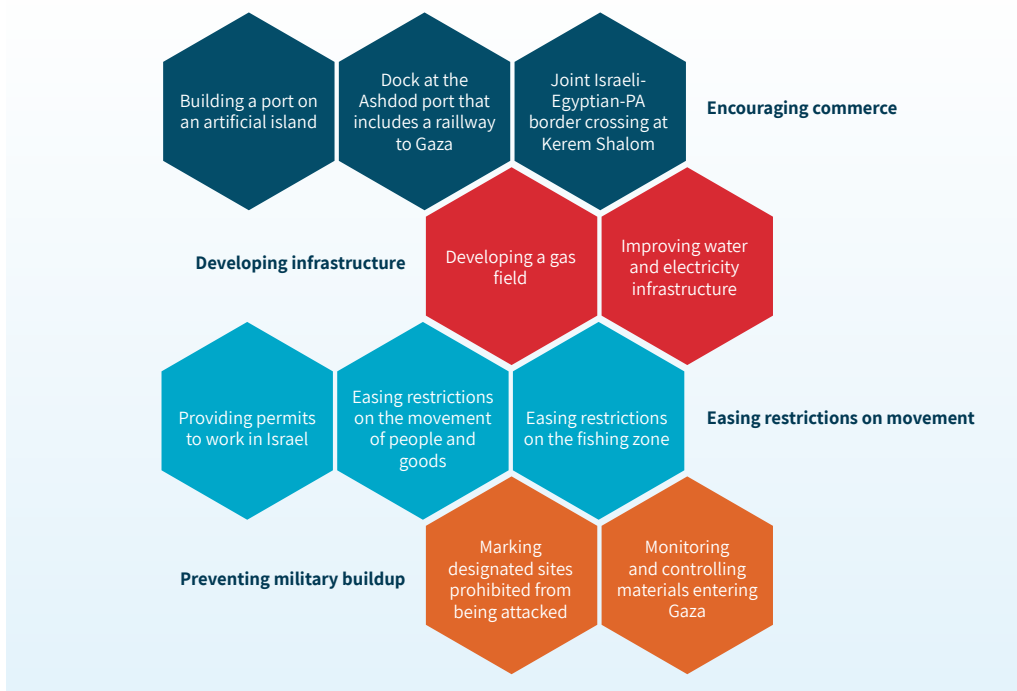 Building a port on
an artificial island
Dock at the
Ashdod port that
includes a raillway
to Gaza
Joint Israeli-
Egyptian-PA
border crossing at
Kerem Shalom
Encouraging commerce
Developing infrastructure
Developing a gas
field
Improving water
and electricity
infrastructure
Providing permits
to work in Israel
Easing restrictions
on the movement
of people and
goods
Easing restrictions
on the fishing zone
Easing restrictions on movement
Preventing military buildup
Marking
designated sites
prohibited from
being attacked
Monitoring
and controlling
materials entering
Gaza